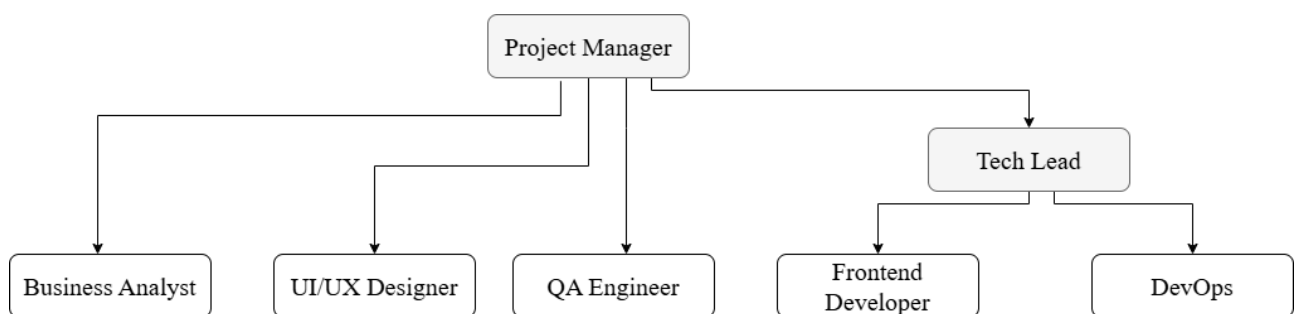 Project Manager
Tech Lead
Business Analyst
UI/UX Designer
QA Engineer
Frontend
Developer
DevOps